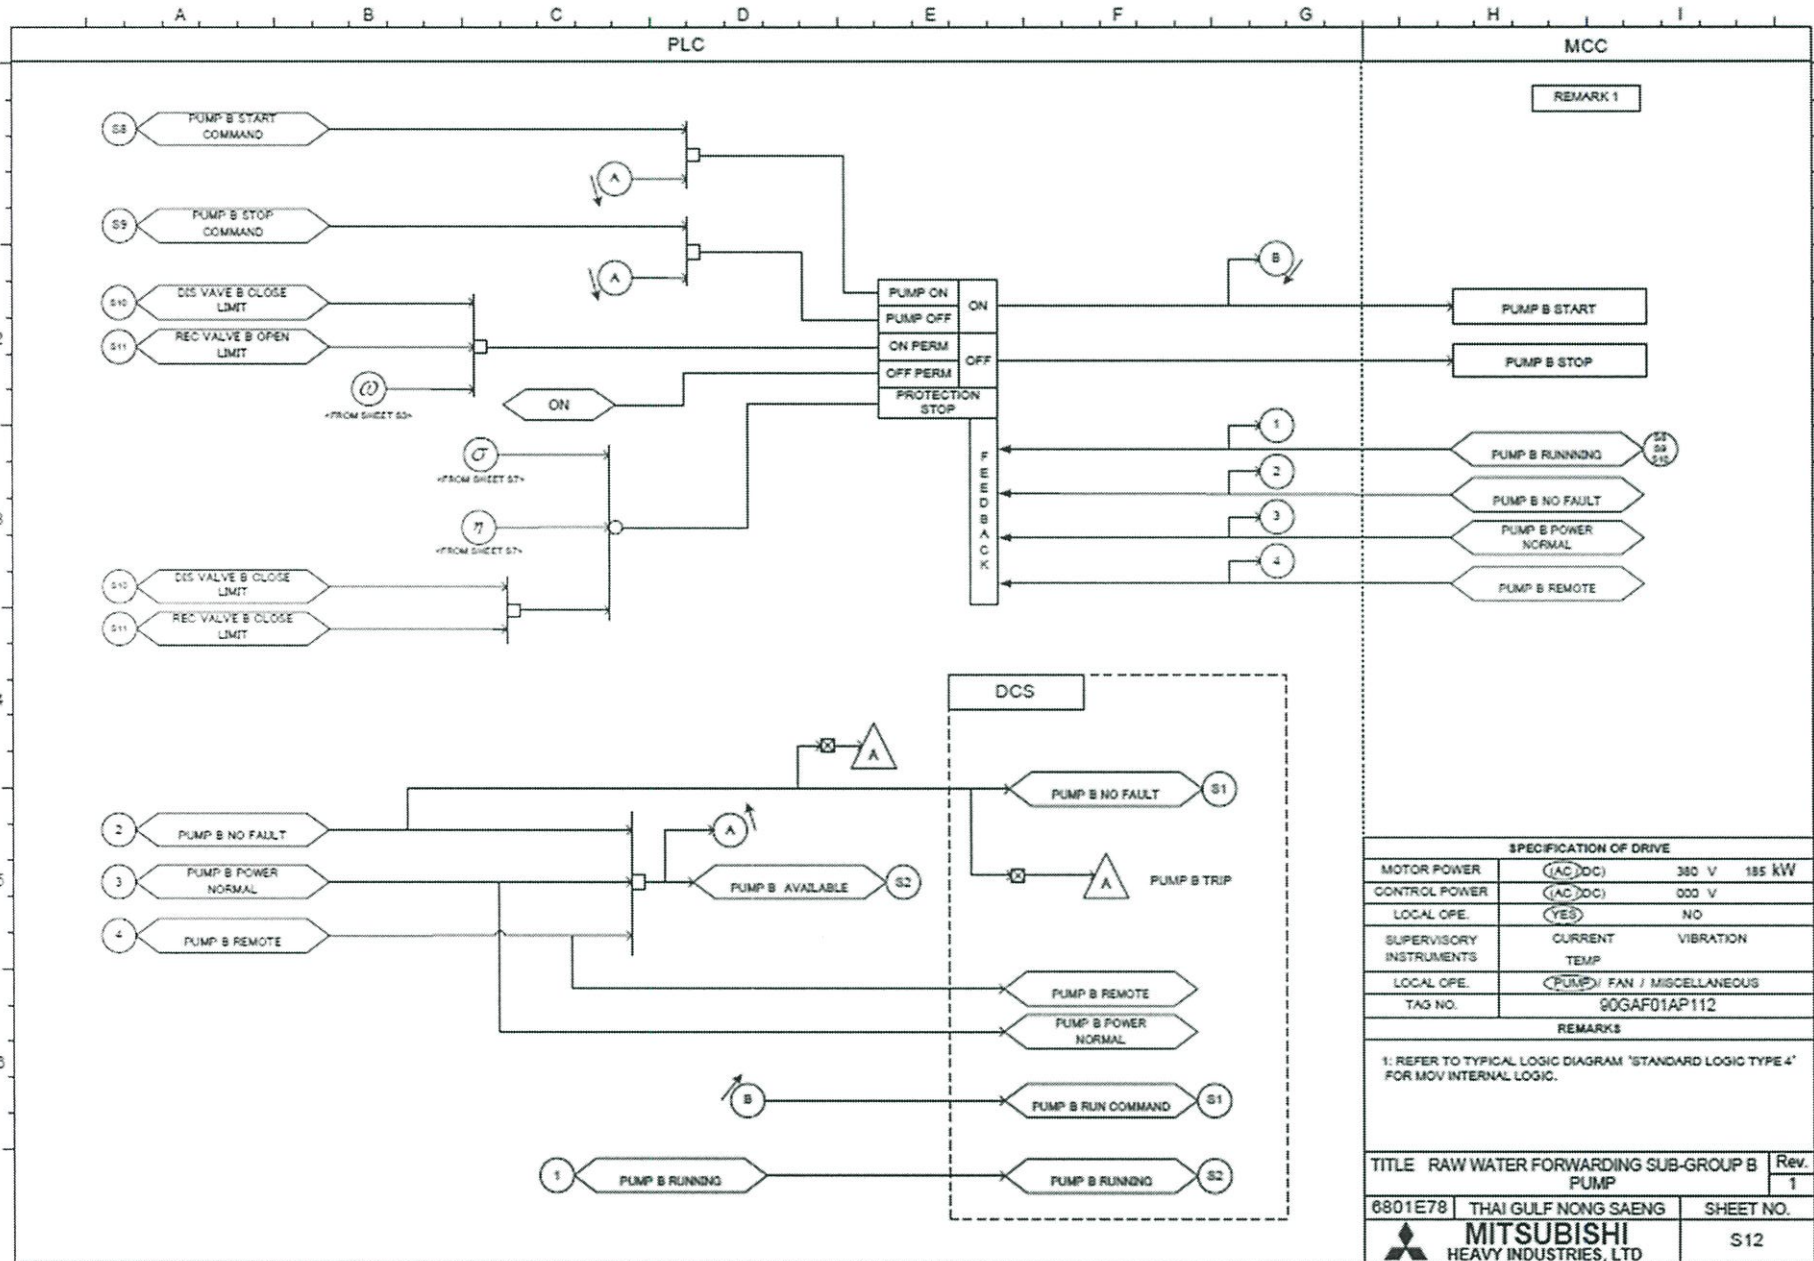 A B C D E F G H I
PLC
MCC
REMARK 1
S8
PUMP B START
COMMAND
A
S9
PUMP B STOP
COMMAND
A
B
S10
DIS VAVE B CLOSE
LIMIT
S11
REC VALVE B OPEN
LIMIT
ω
<FROM SHEET S3>
ON
PUMP ON
PUMP OFF
ON
ON PERM
OFF PERM
OFF
PROTECTION
STOP
FEEDBACK
PUMP B START
PUMP B STOP
1
PUMP B RUNNNING
S8
S9
S10
2
PUMP B NO FAULT
3
PUMP B POWER
NORMAL
4
PUMP B REMOTE
σ
<FROM SHEET S7>
η
<FROM SHEET S7>
S10
DIS VALVE B CLOSE
LIMIT
S11
REC VALVE B CLOSE
LIMIT
DCS
A
PUMP B NO FAULT
S1
2
PUMP B NO FAULT
A
3
PUMP B POWER
NORMAL
PUMP B AVAILABLE
S2
A
PUMP B TRIP
4
PUMP B REMOTE
PUMP B REMOTE
PUMP B POWER
NORMAL
B
PUMP B RUN COMMAND
S1
1
PUMP B RUNNING
PUMP B RUNNING
S2
SPECIFICATION OF DRIVE
MOTOR POWER (AC/DC) 380 V 185 kW
CONTROL POWER (AC/DC) 000 V
LOCAL OPE. YES NO
SUPERVISORY
INSTRUMENTS
CURRENT VIBRATION
TEMP
LOCAL OPE. PUMP / FAN / MISCELLANEOUS
TAG NO. 90GAF01AP112
REMARKS
1: REFER TO TYPICAL LOGIC DIAGRAM "STANDARD LOGIC TYPE 4"
FOR MOV INTERNAL LOGIC.
TITLE RAW WATER FORWARDING SUB-GROUP B
PUMP
Rev.
1
6801E78 THAI GULF NONG SAENG SHEET NO.
MITSUBISHI
HEAVY INDUSTRIES, LTD
S12